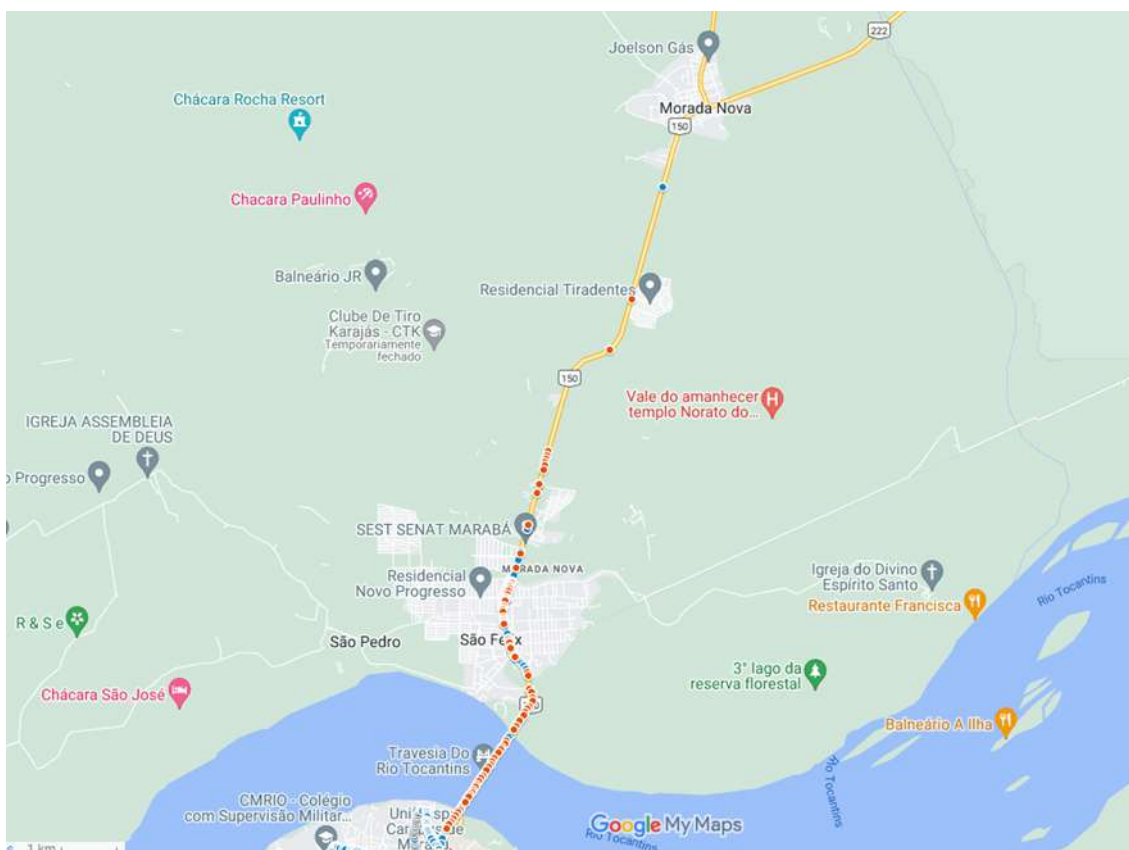 Joelson Gás
222
Morada Nova
150
Chácara Rocha Resort
Chacara Paulinho
Balneário JR
Residencial Tiradentes
Clube De Tiro
Karajás - CTK
Temporariamente
fechado
150
Vale do amanhecer
templo Norato do...
IGREJA ASSEMBLEIA
DE DEUS
o Progresso
SEST SENAT MARABÁ
MORADA NOVA
Residencial
Novo Progresso
Igreja do Divino
Espírito Santo
Rio Tocantins
Restaurante Francisca
R & S e
São Pedro
São Félix
3° lago da
reserva florestal
Chácara São José
Balneário A Ilha
Travesia Do
Rio Tocantins
Rio Tocantins
CMRIO - Colégio
com Supervisão Militar...
Google My Maps
Rio Tocantins
1 km